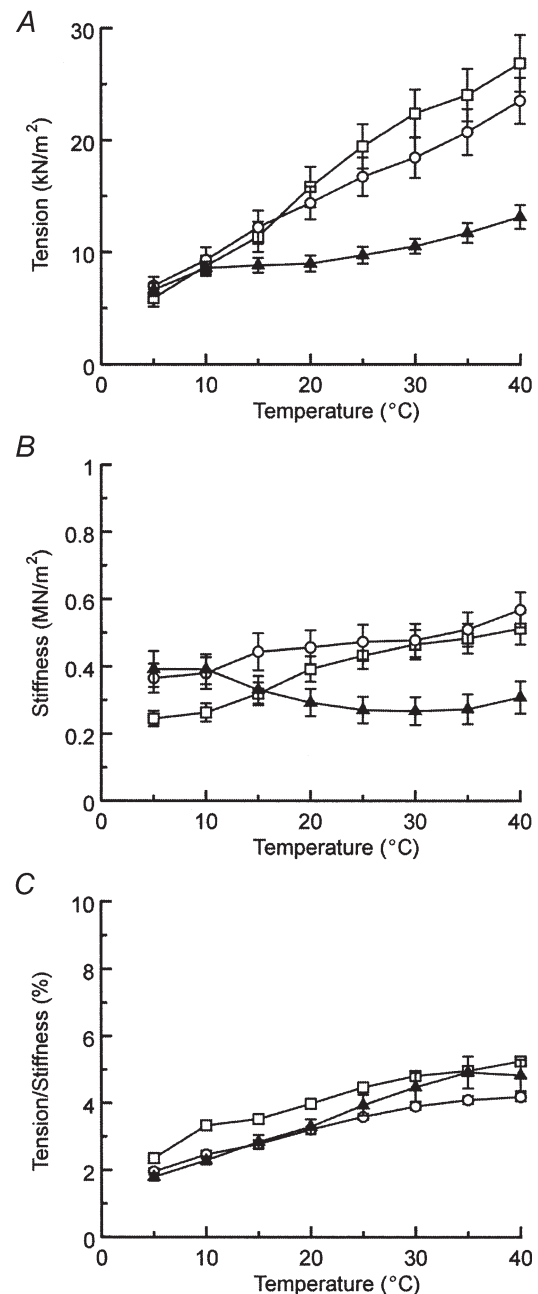 A
30
20
10
0
Tension (kN/m²)
0 10 20 30 40
Temperature (°C)
B
1
0.8
0.6
0.4
0.2
0
Stiffness (MN/m²)
0 10 20 30 40
Temperature (°C)
C
10
8
6
4
2
0
Tension/Stiffness (%)
0 10 20 30 40
Temperature (°C)